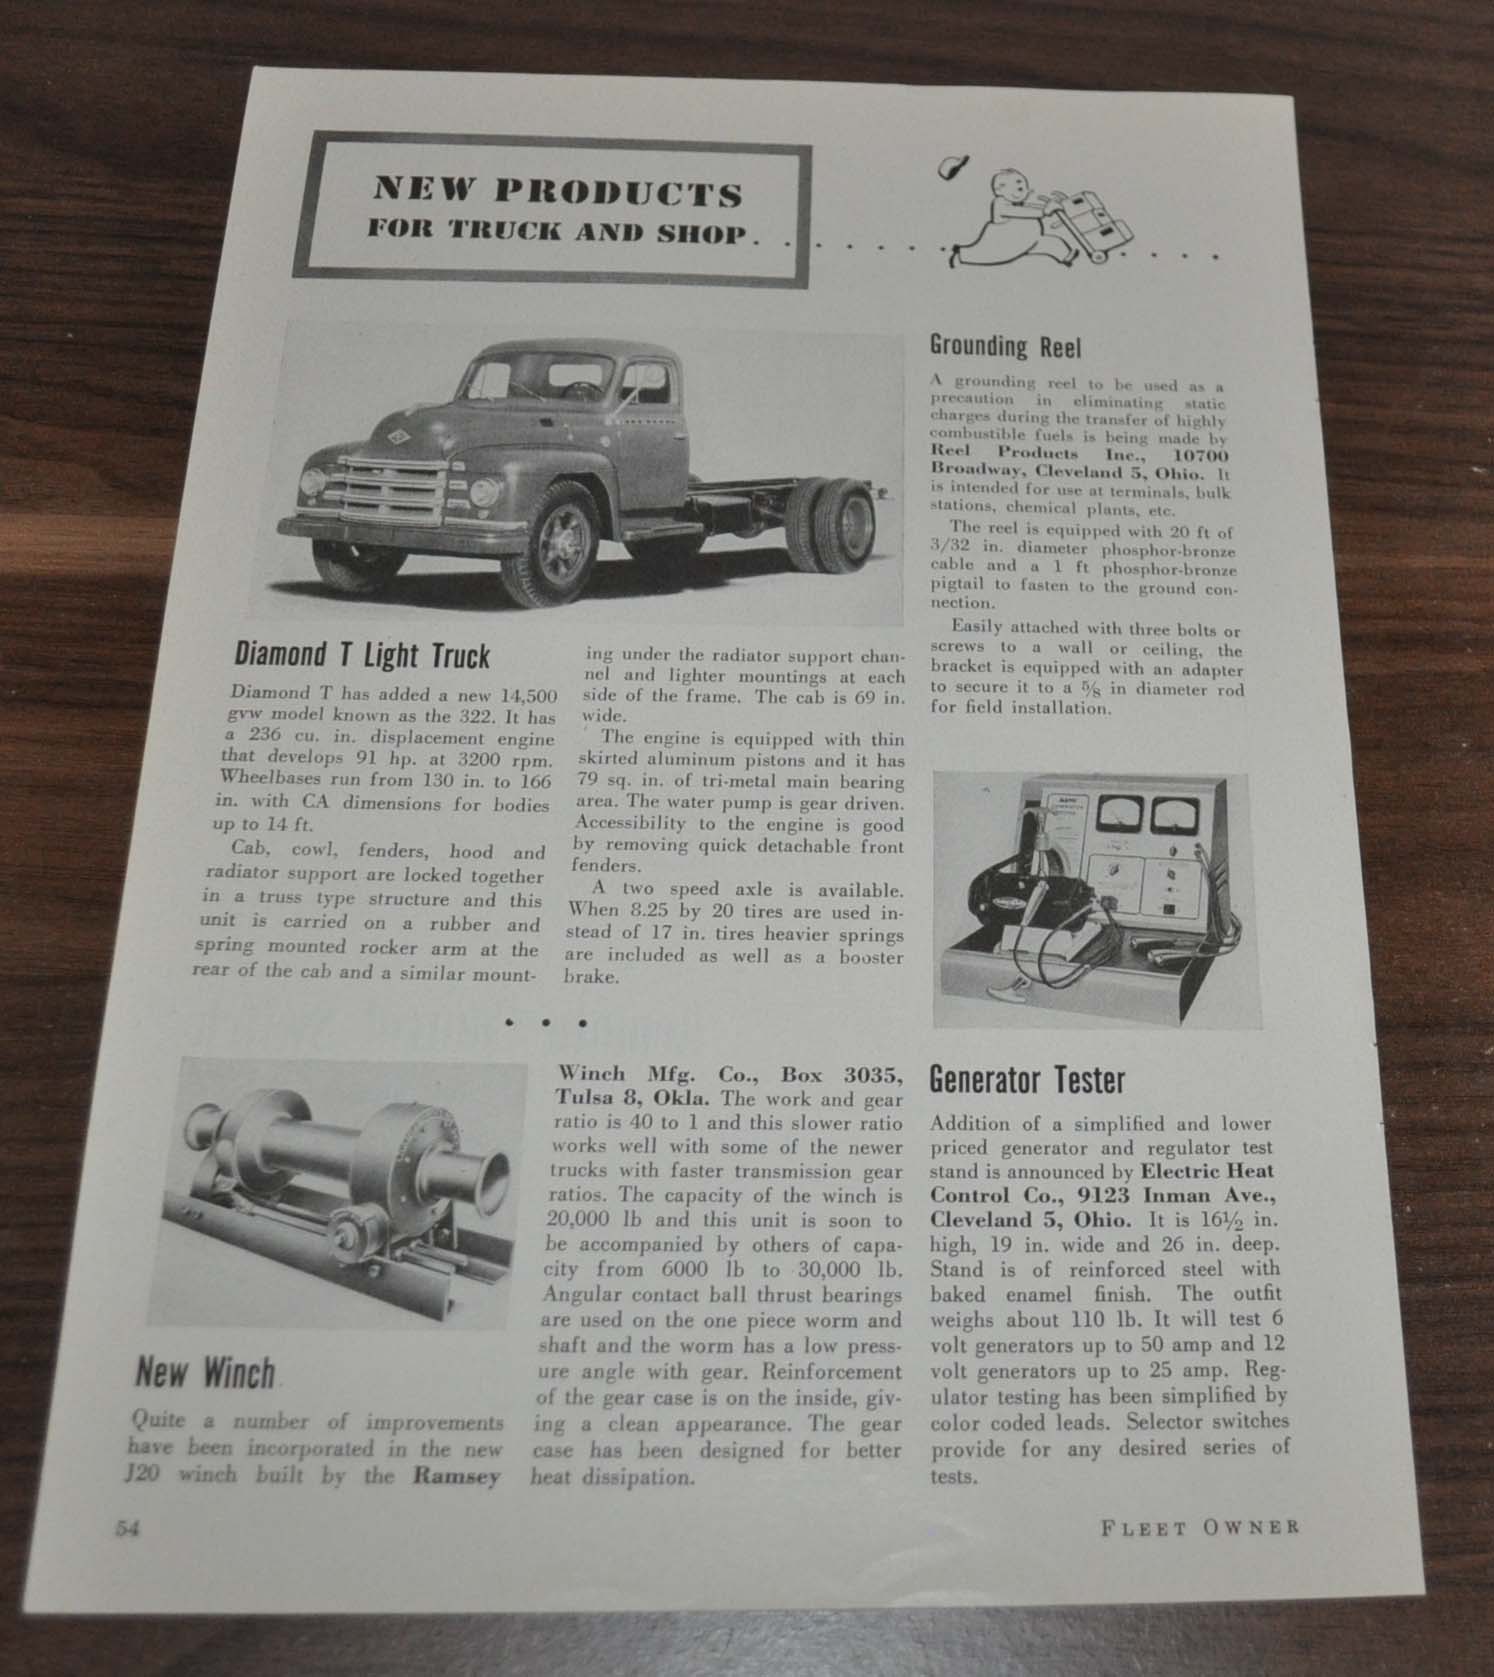 NEW PRODUCTS
FOR TRUCK AND SHOP. . . . . . . . . . . .
Diamond T Light Truck
Diamond T has added a new 14,500
gvw model known as the 322. It has
a 236 cu. in. displacement engine
that develops 91 hp. at 3200 rpm.
Wheelbases run from 130 in. to 166
in. with CA dimensions for bodies
up to 14 ft.
Cab, cowl, fenders, hood and
radiator support are locked together
in a truss type structure and this
unit is carried on a rubber and
spring mounted rocker arm at the
rear of the cab and a similar mount-
ing under the radiator support chan-
nel and lighter mountings at each
side of the frame. The cab is 69 in.
wide.
The engine is equipped with thin
skirted aluminum pistons and it has
79 sq. in. of tri-metal main bearing
area. The water pump is gear driven.
Accessibility to the engine is good
by removing quick detachable front
fenders.
A two speed axle is available.
When 8.25 by 20 tires are used in-
stead of 17 in. tires heavier springs
are included as well as a booster
brake.
• • •
New Winch
Quite a number of improvements
have been incorporated in the new
J20 winch built by the Ramsey
Winch Mfg. Co., Box 3035,
Tulsa 8, Okla. The work and gear
ratio is 40 to 1 and this slower ratio
works well with some of the newer
trucks with faster transmission gear
ratios. The capacity of the winch is
20,000 lb and this unit is soon to
be accompanied by others of capa-
city from 6000 lb to 30,000 lb.
Angular contact ball thrust bearings
are used on the one piece worm and
shaft and the worm has a low press-
ure angle with gear. Reinforcement
of the gear case is on the inside, giv-
ing a clean appearance. The gear
case has been designed for better
heat dissipation.
Grounding Reel
A grounding reel to be used as a
precaution in eliminating static
charges during the transfer of highly
combustible fuels is being made by
Reel Products Inc., 10700
Broadway, Cleveland 5, Ohio. It
is intended for use at terminals, bulk
stations, chemical plants, etc.
The reel is equipped with 20 ft of
3/32 in. diameter phosphor-bronze
cable and a 1 ft phosphor-bronze
pigtail to fasten to the ground con-
nection.
Easily attached with three bolts or
screws to a wall or ceiling, the
bracket is equipped with an adapter
to secure it to a ⅝ in diameter rod
for field installation.
Generator Tester
Addition of a simplified and lower
priced generator and regulator test
stand is announced by Electric Heat
Control Co., 9123 Inman Ave.,
Cleveland 5, Ohio. It is 16½ in.
high, 19 in. wide and 26 in. deep.
Stand is of reinforced steel with
baked enamel finish. The outfit
weighs about 110 lb. It will test 6
volt generators up to 50 amp and 12
volt generators up to 25 amp. Reg-
ulator testing has been simplified by
color coded leads. Selector switches
provide for any desired series of
tests.
54
FLEET OWNER